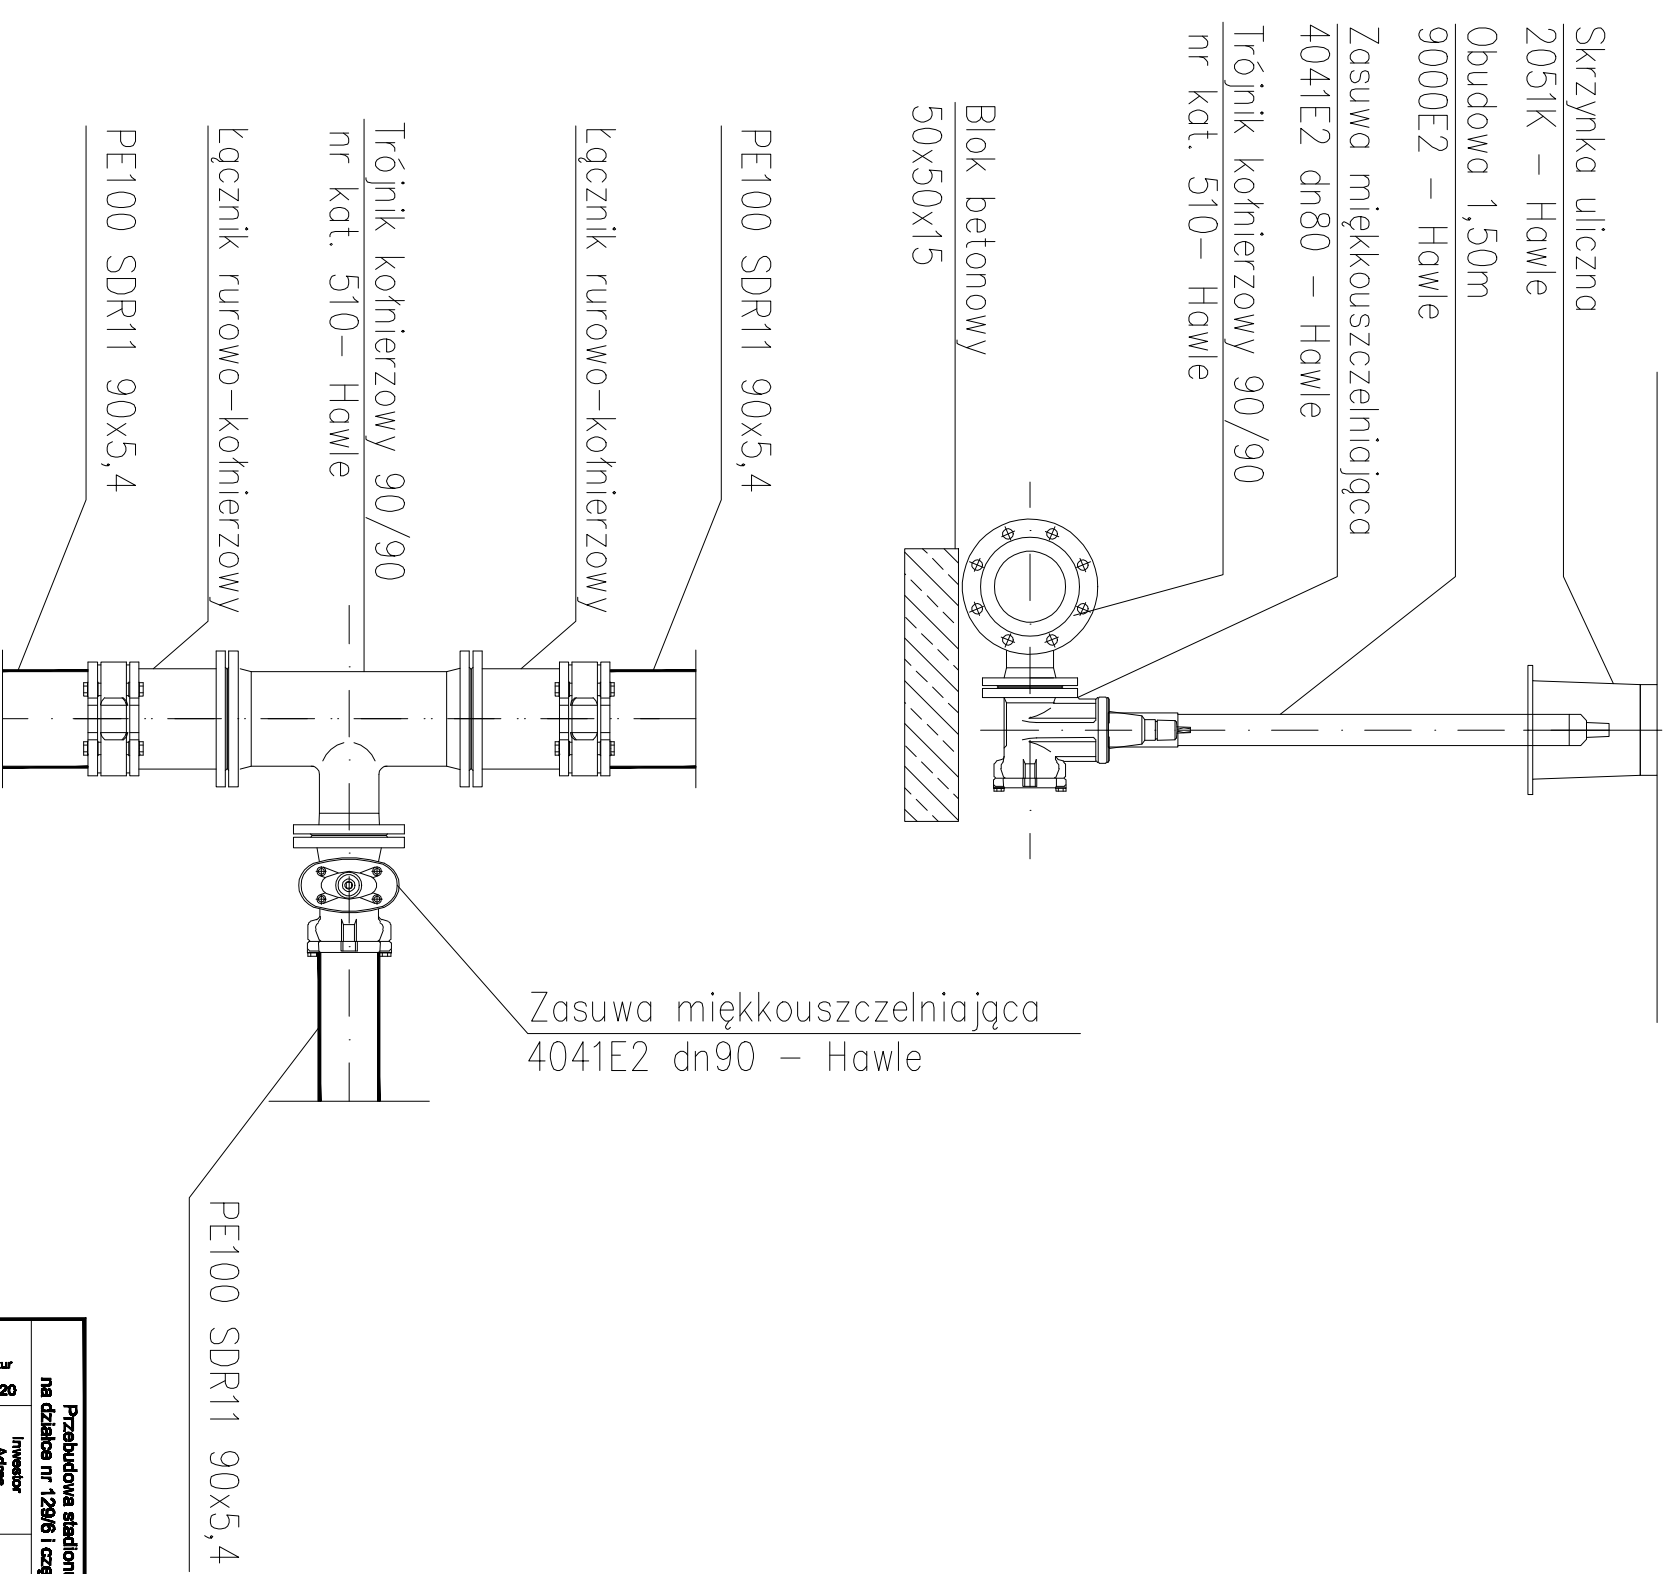 Skrzynka uliczna
2051K - Hawle
Obudowa 1,50m
9000E2 - Hawle
Zasuwa miękkouszczelniająca
4041E2 dn80 - Hawle
Trójnik kołnierzowy 90/90
nr kat. 510- Hawle
Blok betonowy
50x50x15
PE100 SDR11 90x5,4
Łącznik rurowo-kołnierzowy
Trójnik kołnierzowy 90/90
nr kat. 510- Hawle
Łącznik rurowo-kołnierzowy
PE100 SDR11 90x5,4
Zasuwa miękkouszczelniająca
4041E2 dn90 - Hawle
PE100 SDR11 90x5,4
Przebudowa stadionu
na działce nr 129/6 i
Inwestor
20